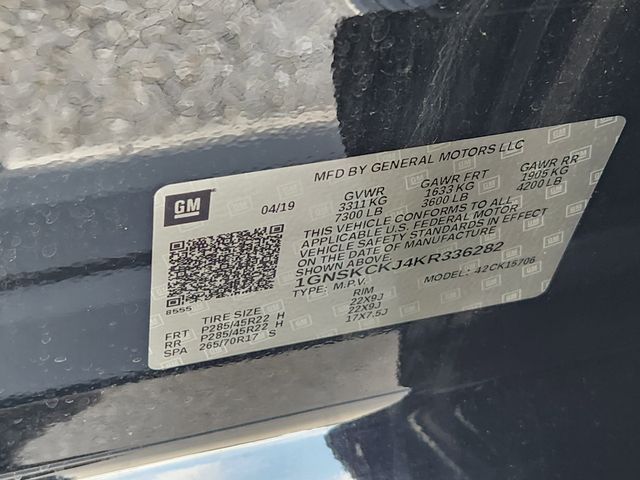 MFD BY GENERAL MOTORS LLC
GM
04/19
GVWR GAWR FRT GAWR RR
3311 KG 1633 KG 1905 KG
7300 LB 3600 LB 4200 LB
THIS VEHICLE CONFORMS TO ALL
APPLICABLE U.S. FEDERAL MOTOR
VEHICLE SAFETY STANDARDS IN EFFECT
ON THE DATE OF MANUFACTURE
1GNSKCKJ4KR336282
TYPE: M.P.V. MODEL: 42CK15706
8555
TIRE SIZE RIM
FRT P285/45R22 H 22X9J
RR P285/45R22 H 22X9J
SPA 265/70R17 S 17X7.5J